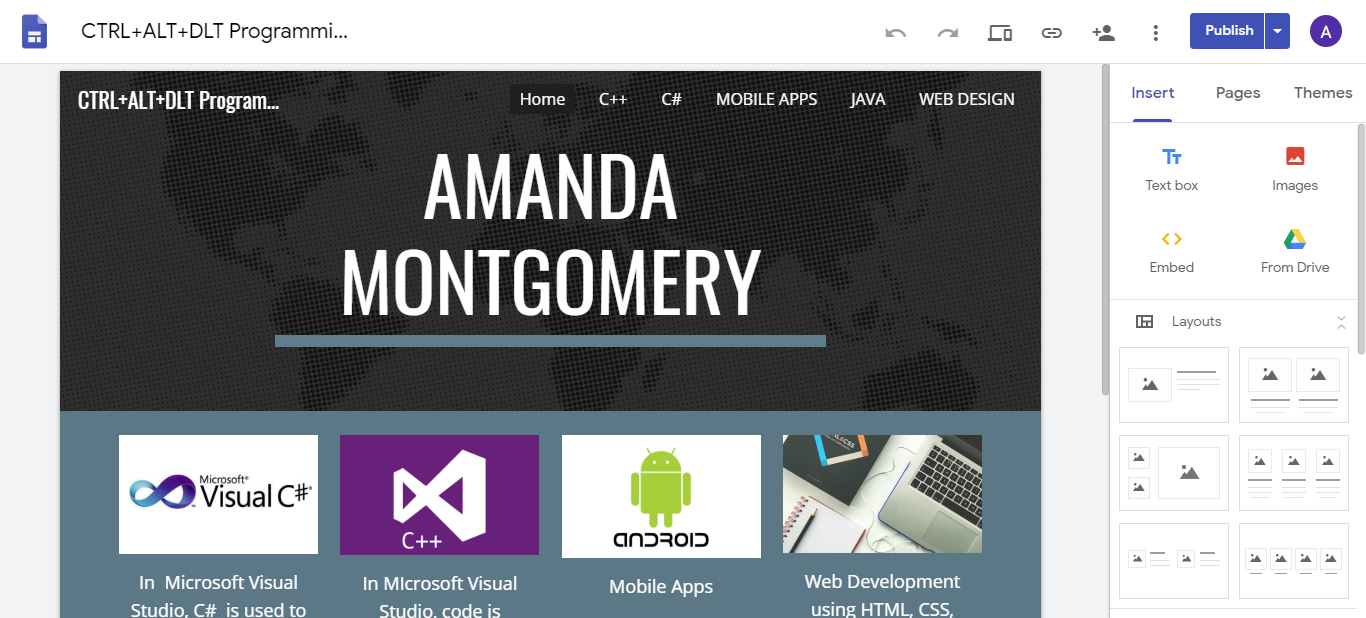 CTRL+ALT+DLT Programmi...
Publish
A
CTRL+ALT+DLT Program...
Home C++ C# MOBILE APPS JAVA WEB DESIGN
AMANDA
MONTGOMERY
Insert Pages Themes
Text box Images
Embed From Drive
Layouts
Microsoft®
Visual C#
C++
ANDROID
In Microsoft Visual
Studio, C# is used to
In MIcrosoft Visual
Studio, code is
Mobile Apps
Web Development
using HTML, CSS,